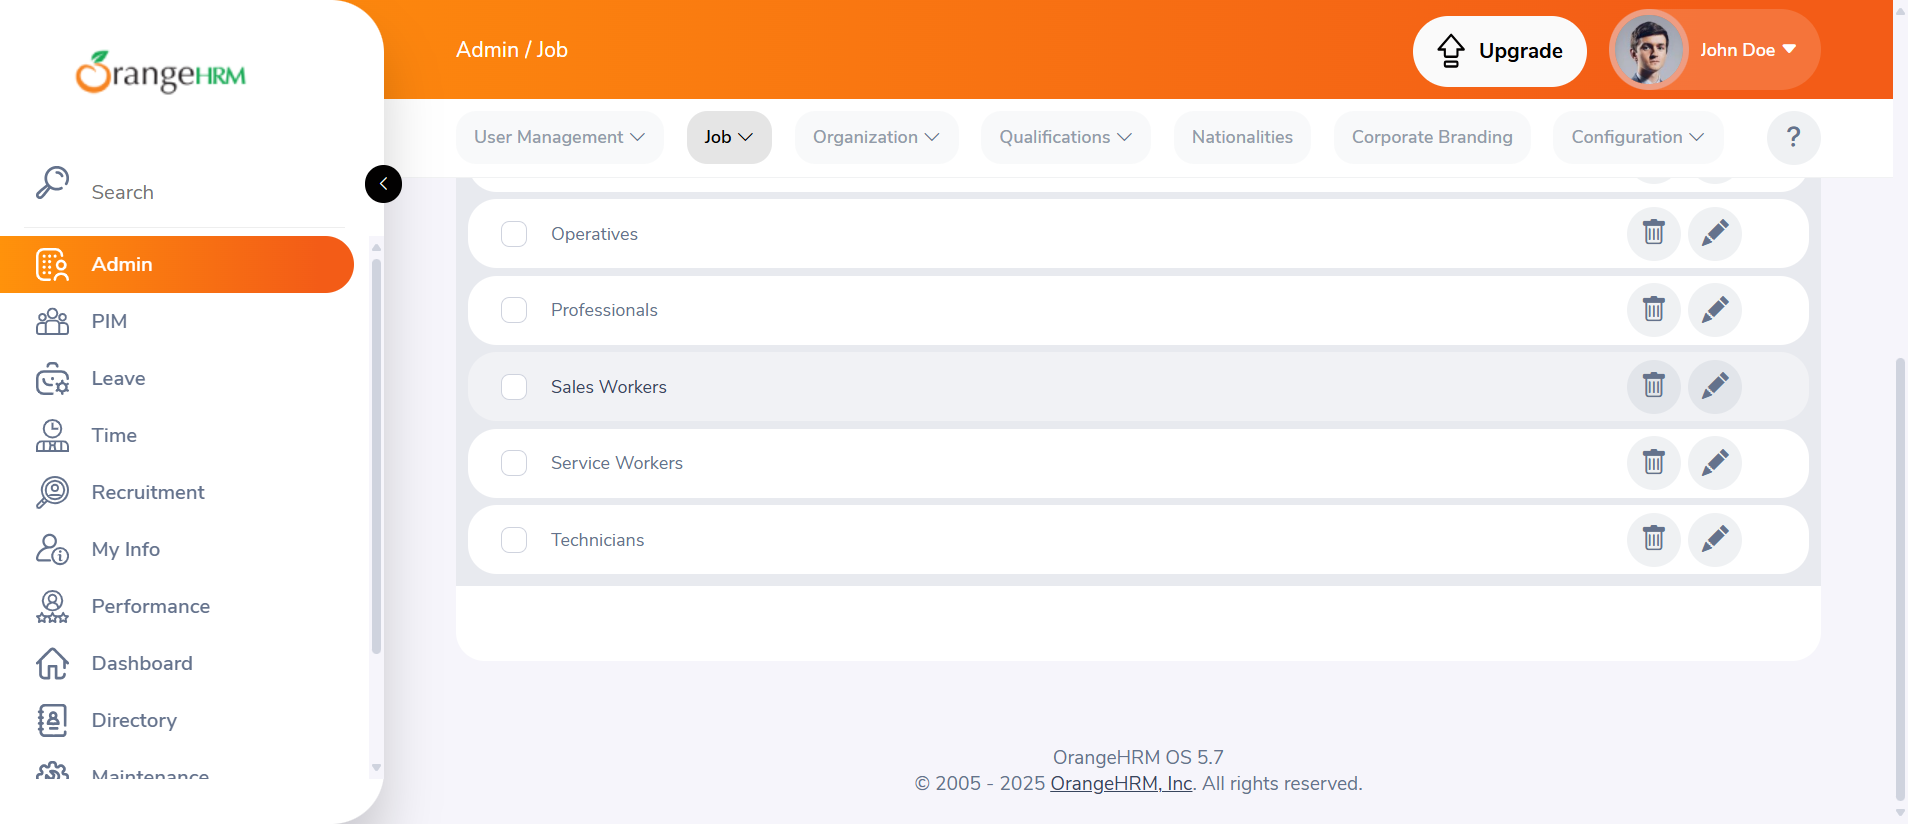 OrangeHRM
Admin / Job
Upgrade
John Doe
User Management
Job
Organization
Qualifications
Nationalities
Corporate Branding
Configuration
?
Search
Admin
PIM
Leave
Time
Recruitment
My Info
Performance
Dashboard
Directory
Maintenance
Operatives
Professionals
Sales Workers
Service Workers
Technicians
OrangeHRM OS 5.7
© 2005 - 2025 OrangeHRM, Inc. All rights reserved.